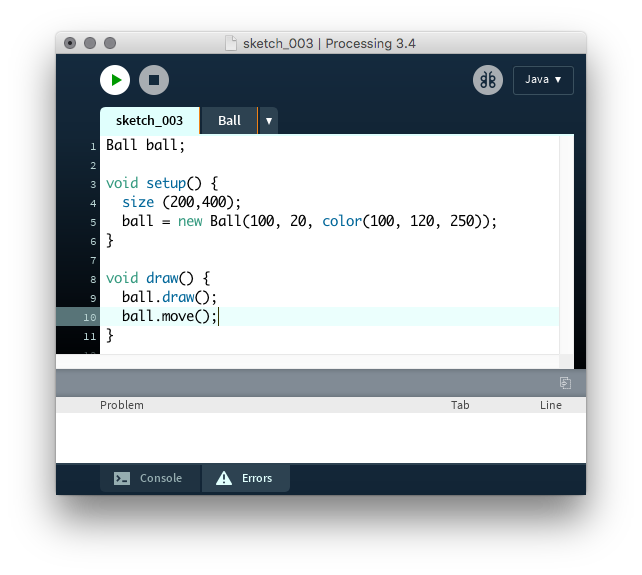 sketch_003 | Processing 3.4
Java ▼
sketch_003 Ball ▼
1 Ball ball;
2
3 void setup() {
4 size (200,400);
5 ball = new Ball(100, 20, color(100, 120, 250));
6 }
7
8 void draw() {
9 ball.draw();
10 ball.move();
11 }
Problem Tab Line
Console Errors